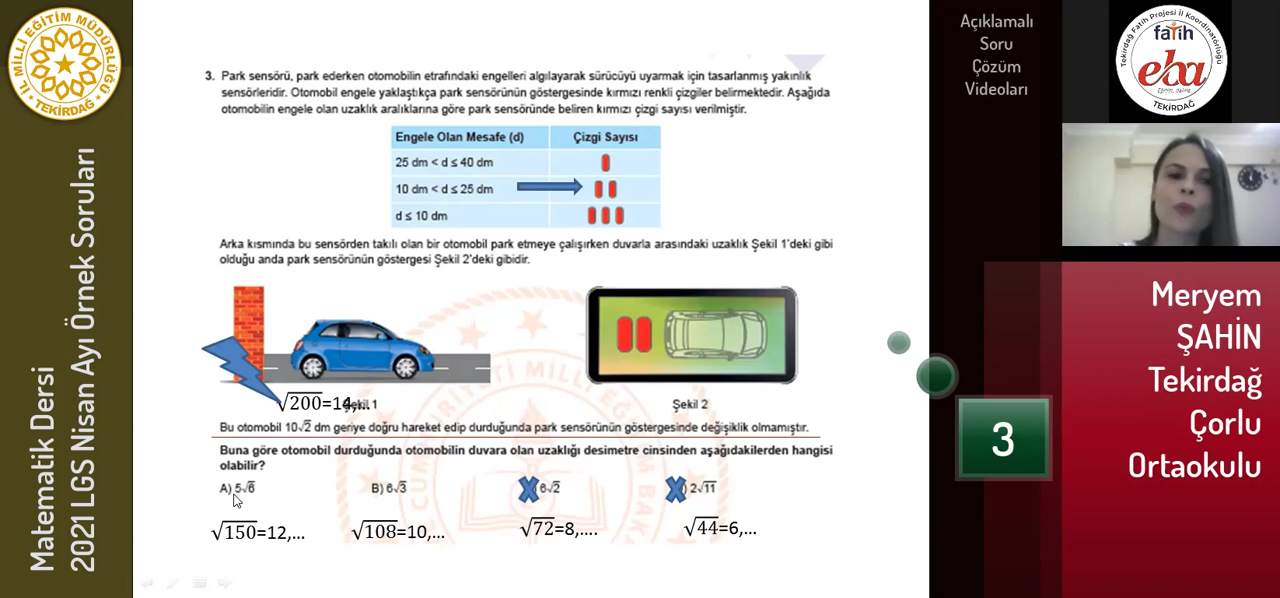 İL MİLLİ EĞİTİM MÜDÜRLÜĞÜ
• TEKİRDAĞ •
Matematik Dersi
2021 LGS Nisan Ayı Örnek Soruları
3. Park sensörü, park ederken otomobilin etrafındaki engelleri algılayarak sürücüyü uyarmak için tasarlanmış yakınlık
sensörleridir. Otomobil engele yaklaştıkça park sensörünün göstergesinde kırmızı renkli çizgiler belirmektedir. Aşağıda
otomobilin engele olan uzaklık aralıklarına göre park sensöründe beliren kırmızı çizgi sayısı verilmiştir.
Engele Olan Mesafe (d) Çizgi Sayısı
25 dm < d ≤ 40 dm
10 dm < d ≤ 25 dm
d ≤ 10 dm
Arka kısmında bu sensörden takılı olan bir otomobil park etmeye çalışırken duvarla arasındaki uzaklık Şekil 1'deki gibi
olduğu anda park sensörünün göstergesi Şekil 2'deki gibidir.
√200=14,...
Şekil 1 Şekil 2
Bu otomobil 10√2 dm geriye doğru hareket edip durduğunda park sensörünün göstergesinde değişiklik olmamıştır.
Buna göre otomobil durduğunda otomobilin duvara olan uzaklığı desimetre cinsinden aşağıdakilerden hangisi
olabilir?
A) 5√6 B) 6√3 6√2 ) 2√11
√150=12,... √108=10,... √72=8,.... √44=6,...
Açıklamalı
Soru
Çözüm
Videoları
Tekirdağ Fatih Projesi İl Koordinatörlüğü
fatih
eba
TEKİRDAĞ
Meryem
ŞAHİN
Tekirdağ
Çorlu
Ortaokulu
3